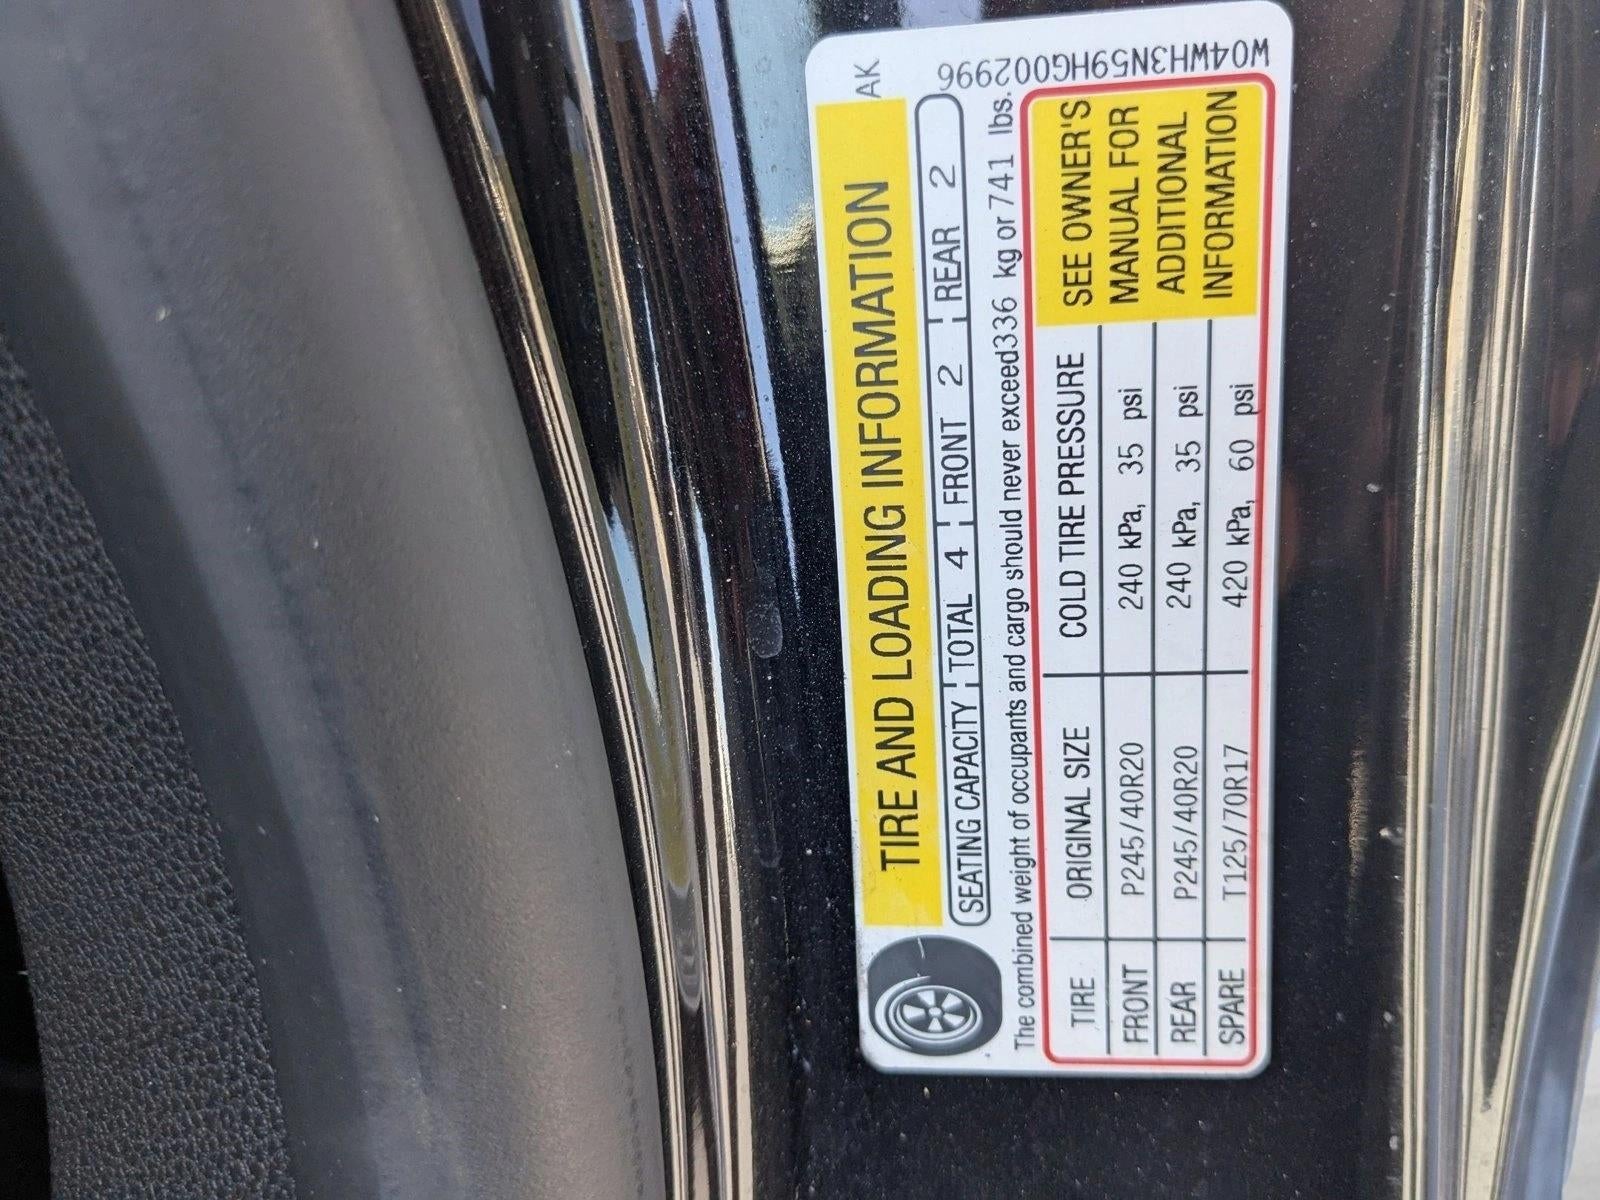 TIRE AND LOADING INFORMATION
AK
SEATING CAPACITY TOTAL 4 FRONT 2 REAR 2
The combined weight of occupants and cargo should never exceed336 kg or 741 lbs.
TIRE ORIGINAL SIZE COLD TIRE PRESSURE
FRONT P245/40R20 240 kPa, 35 psi
REAR P245/40R20 240 kPa, 35 psi
SPARE T125/70R17 420 kPa, 60 psi
SEE OWNER'S
MANUAL FOR
ADDITIONAL
INFORMATION
W04WH3N59HG002996